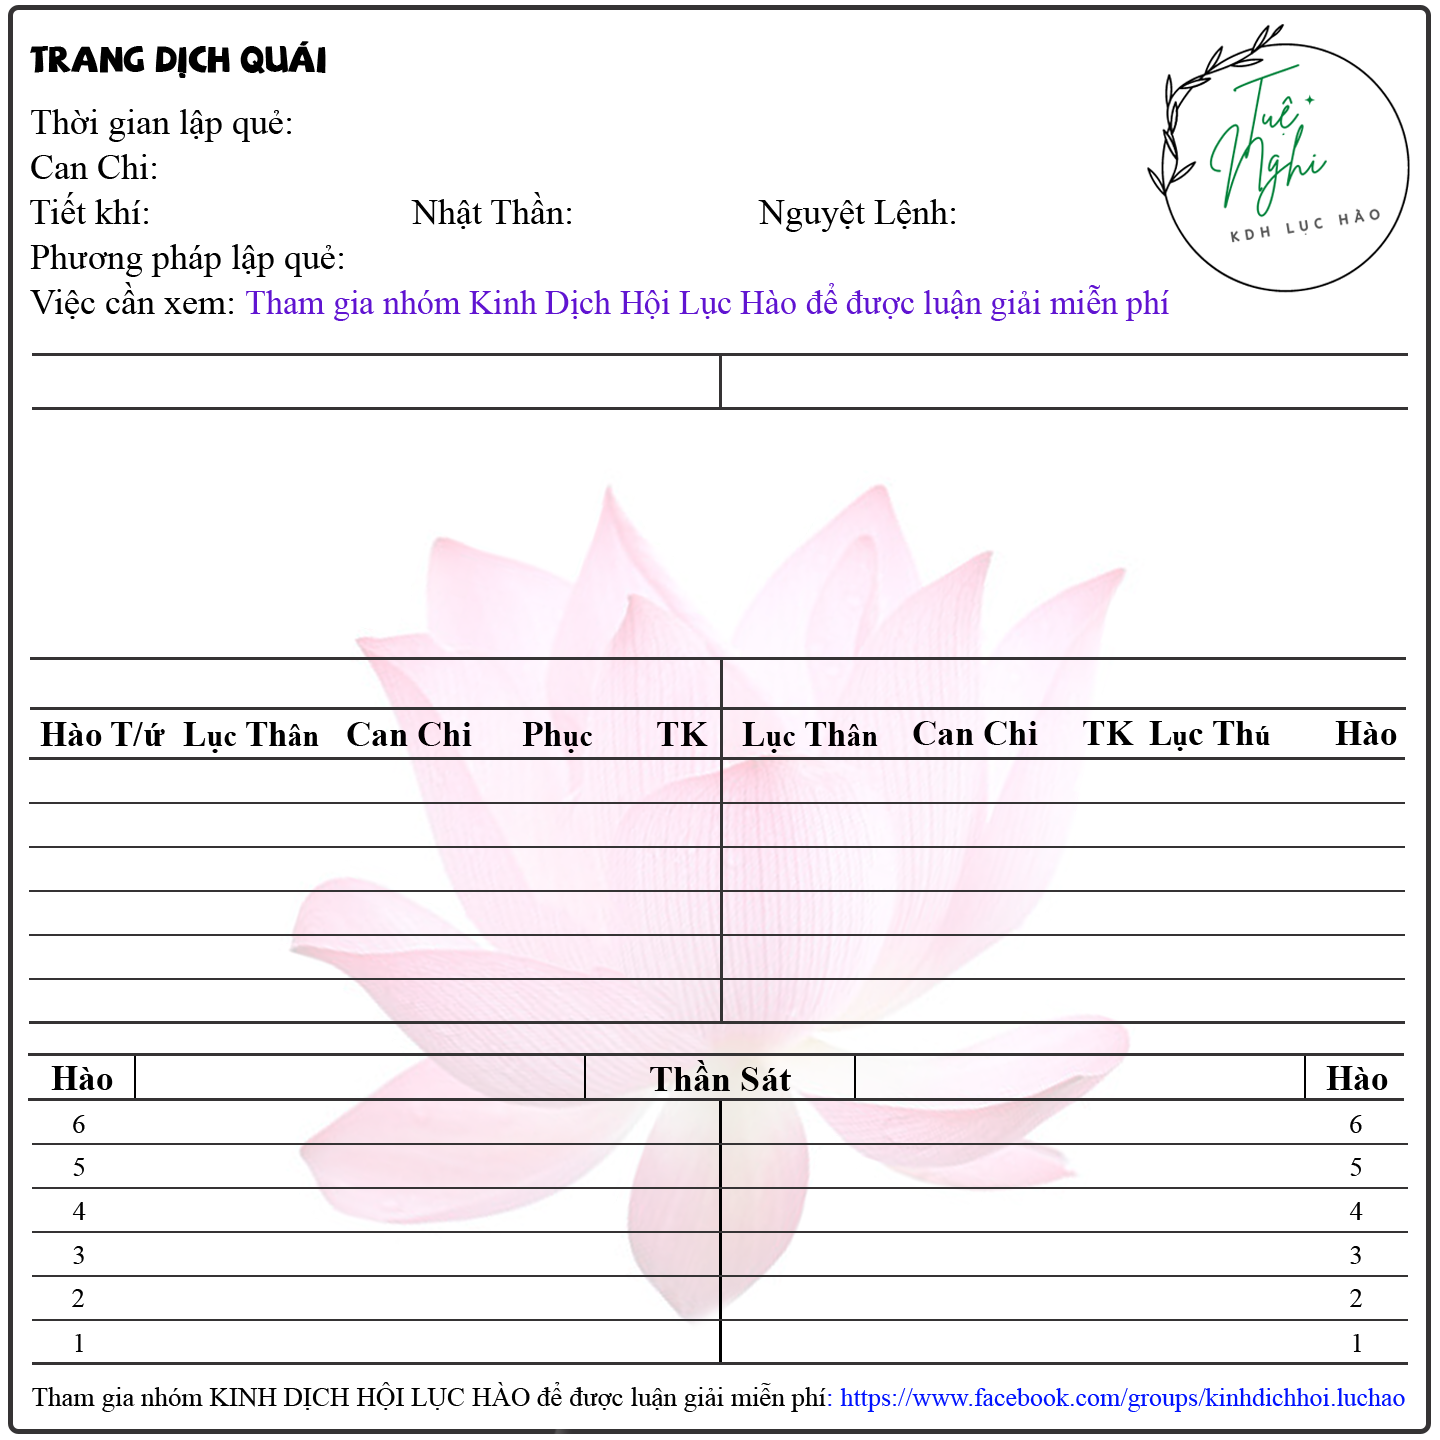 TRANG DỊCH QUÁI
Tuệ
Nghi
KDH LỤC HÀO
Thời gian lập quẻ:
Can Chi:
Tiết khí: Nhật Thần: Nguyệt Lệnh:
Phương pháp lập quẻ:
Việc cần xem: Tham gia nhóm Kinh Dịch Hội Lục Hào để được luận giải miễn phí
Hào T/ứ Lục Thân Can Chi Phục TK Lục Thân Can Chi TK Lục Thú Hào
Hào Thần Sát Hào
6 6
5 5
4 4
3 3
2 2
1 1
Tham gia nhóm KINH DỊCH HỘI LỤC HÀO để được luận giải miễn phí: https://www.facebook.com/groups/kinhdichhoi.luchao